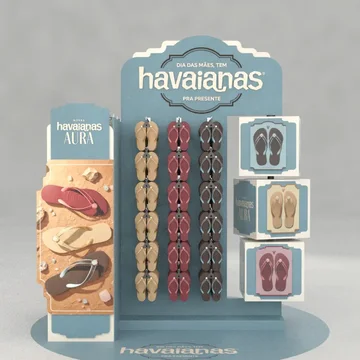 DIA DAS MÃES, TEM
havaianas
PRA PRESENTE
havaianas
AURA
havaianas